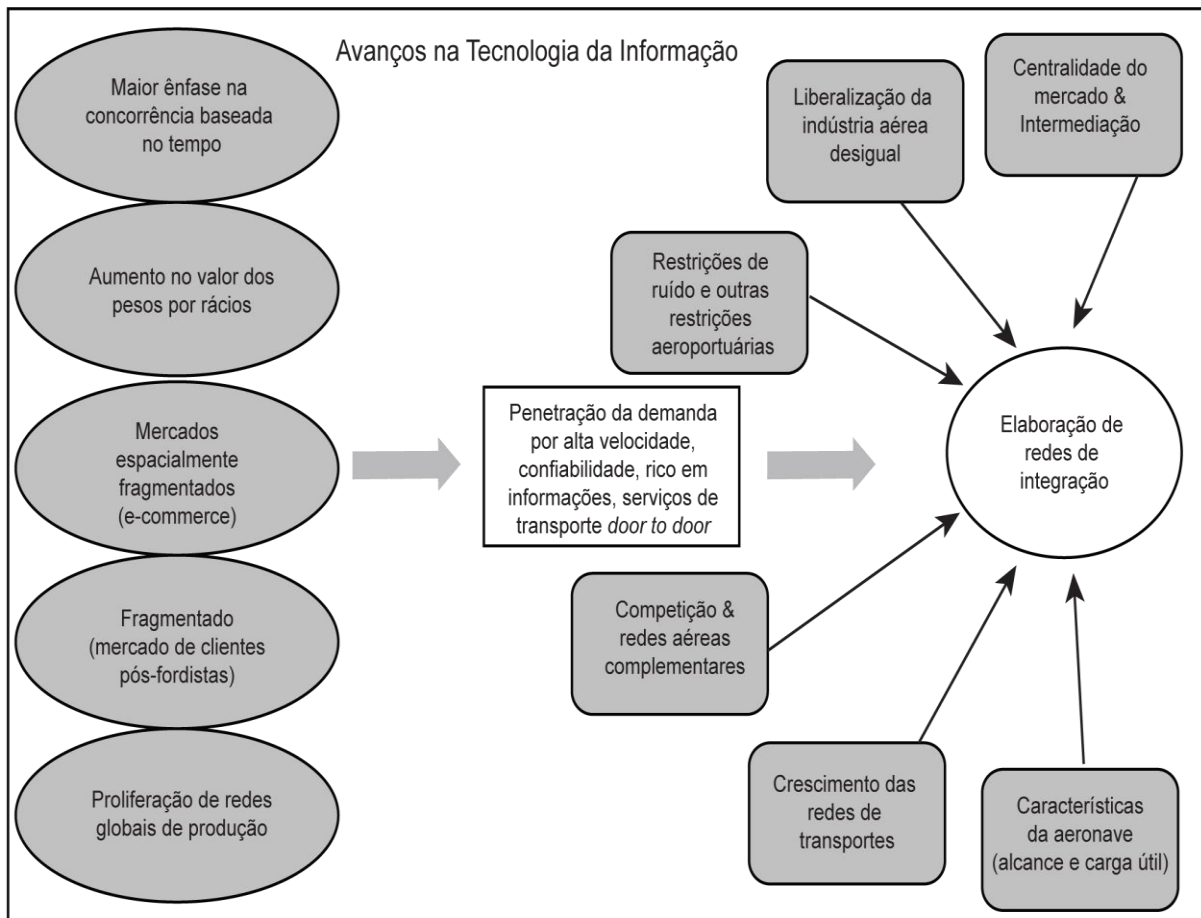 Avanços na Tecnologia da Informação
Maior ênfase na
concorrência baseada
no tempo
Aumento no valor dos
pesos por rácios
Mercados
espacialmente
fragmentados
(e-commerce)
Fragmentado
(mercado de clientes
pós-fordistas)
Proliferação de redes
globais de produção
Penetração da demanda
por alta velocidade,
confiabilidade, rico em
informações, serviços de
transporte door to door
Liberalização da
indústria aérea
desigual
Centralidade do
mercado &
Intermediação
Restrições de
ruído e outras
restrições
aeroportuárias
Elaboração de
redes de
integração
Competição &
redes aéreas
complementares
Crescimento das
redes de
transportes
Características
da aeronave
(alcance e carga útil)